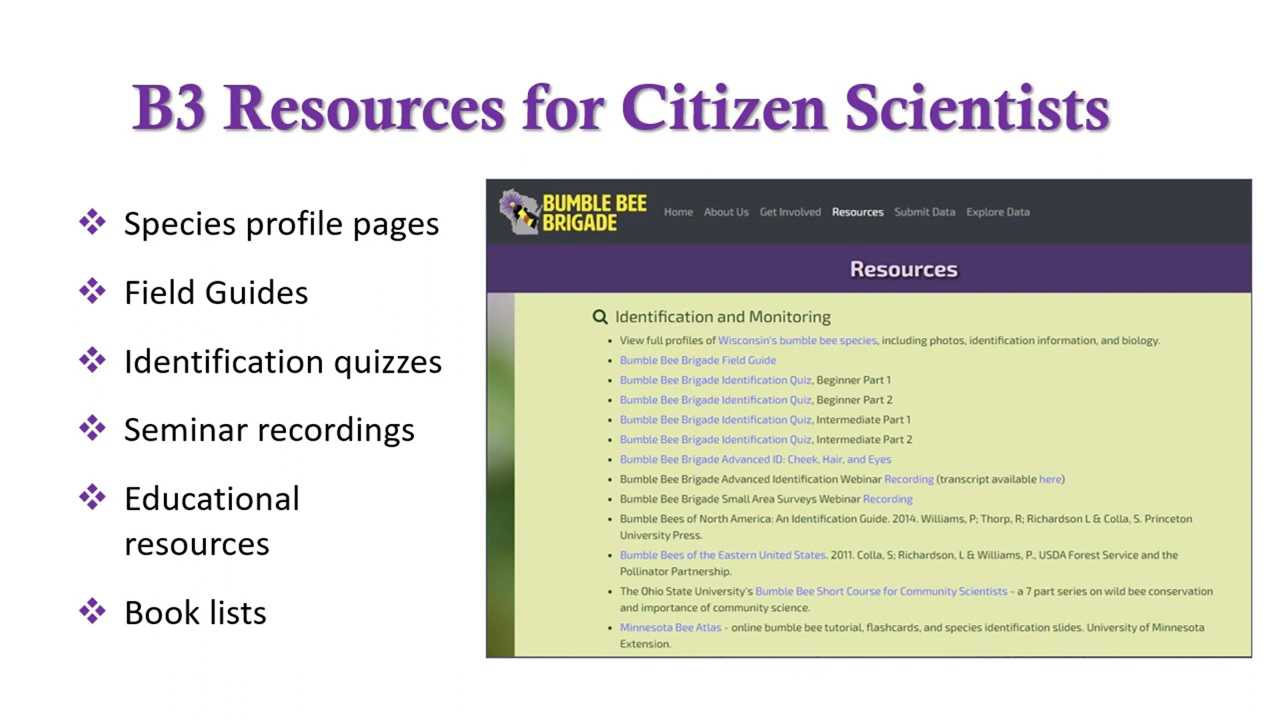 B3 Resources for Citizen Scientists
Species profile pages
Field Guides
Identification quizzes
Seminar recordings
Educational
resources
Book lists
BUMBLE BEE
BRIGADE
Home About Us Get Involved Resources Submit Data Explore Data
Resources
Identification and Monitoring
View full profiles of Wisconsin's bumble bee species, including photos, identification information, and biology.
Bumble Bee Brigade Field Guide
Bumble Bee Brigade Identification Quiz, Beginner Part 1
Bumble Bee Brigade Identification Quiz, Beginner Part 2
Bumble Bee Brigade Identification Quiz, Intermediate Part 1
Bumble Bee Brigade Identification Quiz, Intermediate Part 2
Bumble Bee Brigade Advanced ID: Cheek, Hair, and Eyes
Bumble Bee Brigade Advanced Identification Webinar Recording (transcript available here)
Bumble Bee Brigade Small Area Surveys Webinar Recording
Bumble Bees of North America: An Identification Guide. 2014. Williams, P; Thorp, R; Richardson L & Colla, S. Princeton
University Press.
Bumble Bees of the Eastern United States. 2011. Colla, S; Richardson, L & Williams, P., USDA Forest Service and the
Pollinator Partnership.
The Ohio State University's Bumble Bee Short Course for Community Scientists - a 7 part series on wild bee conservation
and importance of community science.
Minnesota Bee Atlas - online bumble bee tutorial, flashcards, and species identification slides. University of Minnesota
Extension.